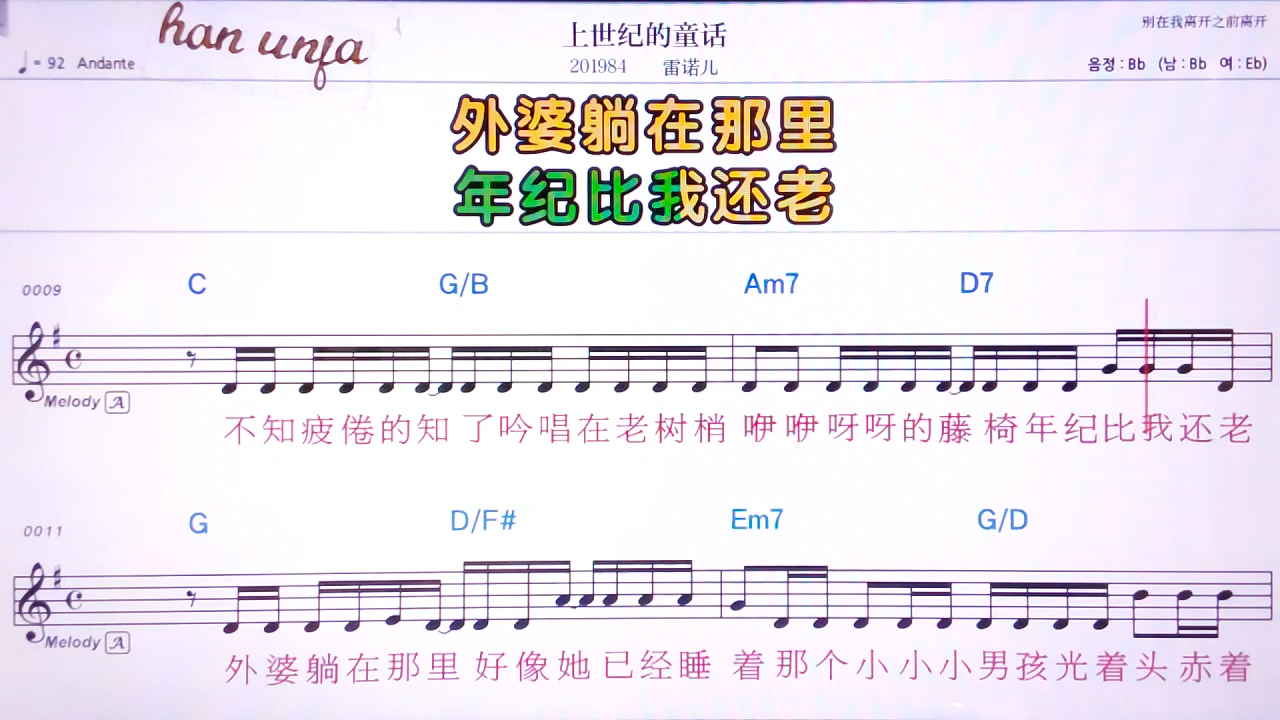 han unfa
上世纪的童话
别在我离开之前离开
♩= 92 Andante
201984 雷诺儿
음정 : Bb (남 : Bb 여 : Eb)
外婆躺在那里
年纪比我还老
0009
C G/B Am7 D7
Melody A
不知疲倦的知了吟唱在老树梢 咿咿呀呀的藤椅年纪比我还老
0011
G D/F# Em7 G/D
Melody A
外婆躺在那里好像她已经睡着那个小小小男孩光着头赤着